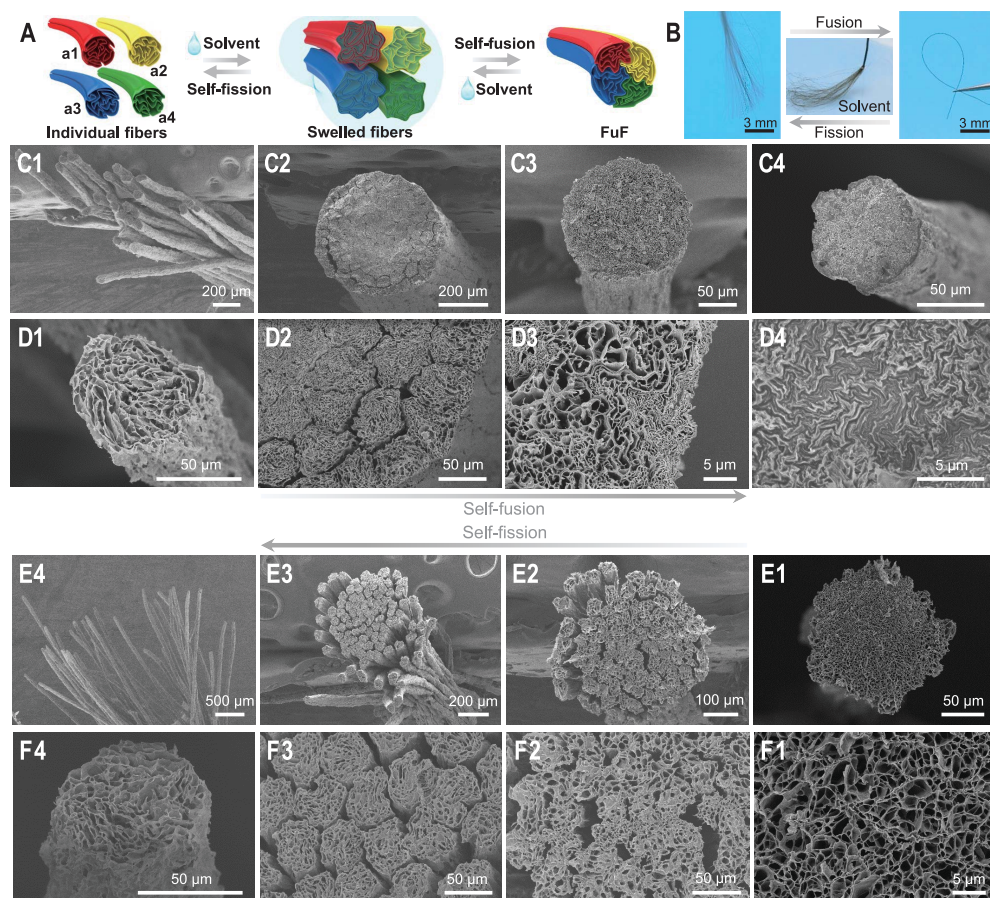 A
a1
a2
a3
a4
Individual fibers
Solvent
Self-fission
Swelled fibers
Self-fusion
Solvent
FuF
B
3 mm
Fusion
Solvent
Fission
3 mm
C1
200 µm
C2
200 µm
C3
50 µm
C4
50 µm
D1
50 µm
D2
50 µm
D3
5 µm
D4
5 µm
Self-fusion
Self-fission
E4
500 µm
E3
200 µm
E2
100 µm
E1
50 µm
F4
50 µm
F3
50 µm
F2
50 µm
F1
5 µm